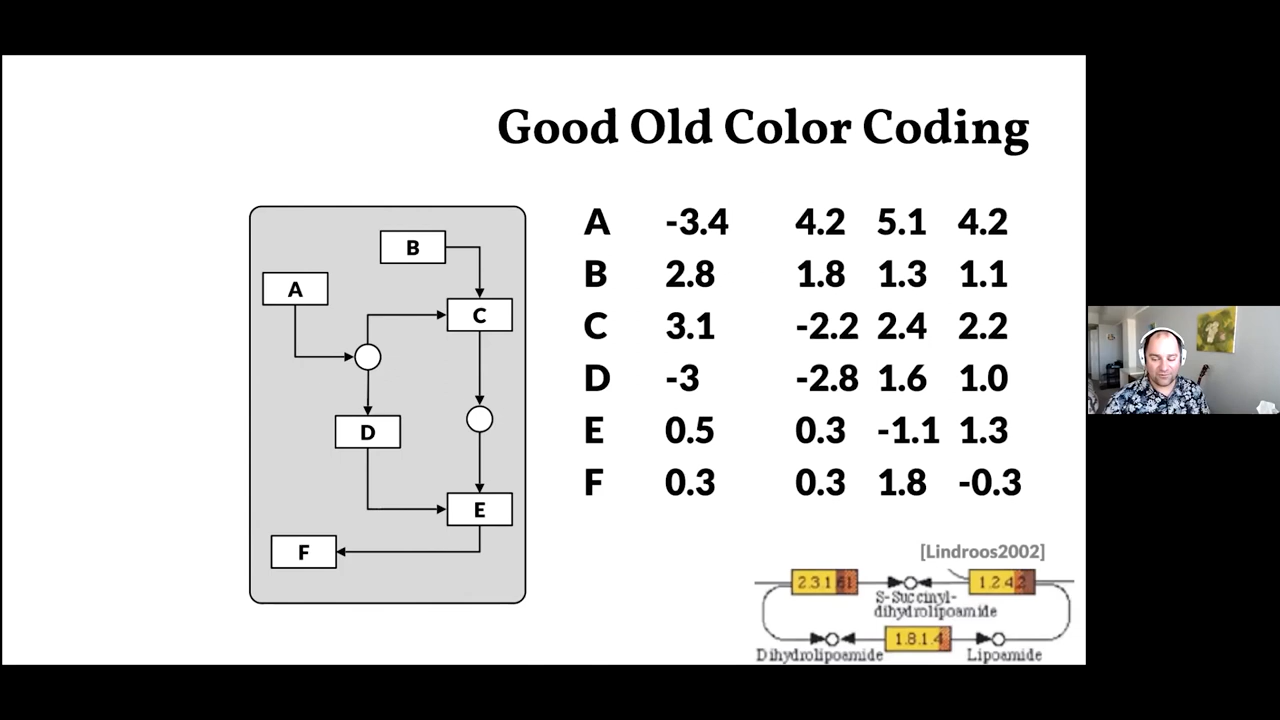 Good Old Color Coding
B
A
C
D
E
F
A -3.4 4.2 5.1 4.2
B 2.8 1.8 1.3 1.1
C 3.1 -2.2 2.4 2.2
D -3 -2.8 1.6 1.0
E 0.5 0.3 -1.1 1.3
F 0.3 0.3 1.8 -0.3
[Lindroos2002]
2.3.1.61
1.2.4.2
S-Succinyl-
dihydrolipoamide
1.8.1.4
Dihydrolipoamide
Lipoamide